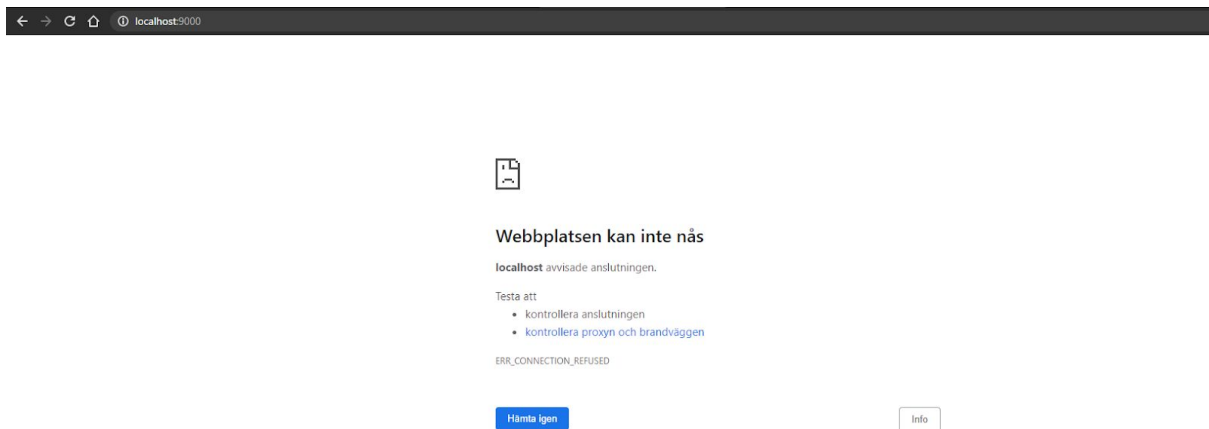 localhost:9000
Webbplatsen kan inte nås
localhost avvisade anslutningen.
Testa att
kontrollera anslutningen
kontrollera proxyn och brandväggen
ERR_CONNECTION_REFUSED
Hämta igen
Info